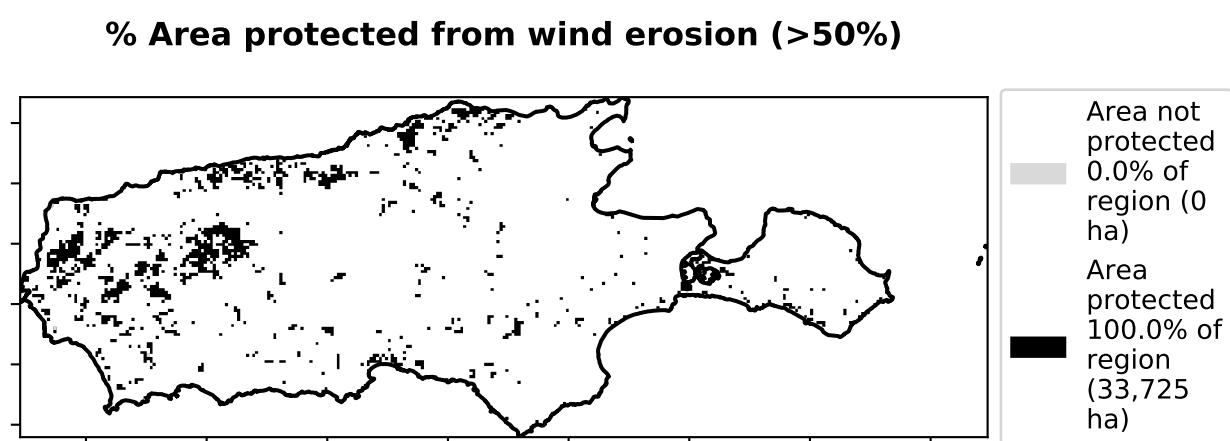 % Area protected from wind erosion (>50%)
Area not
protected
0.0% of
region (0
ha)
Area
protected
100.0% of
region
(33,725
ha)